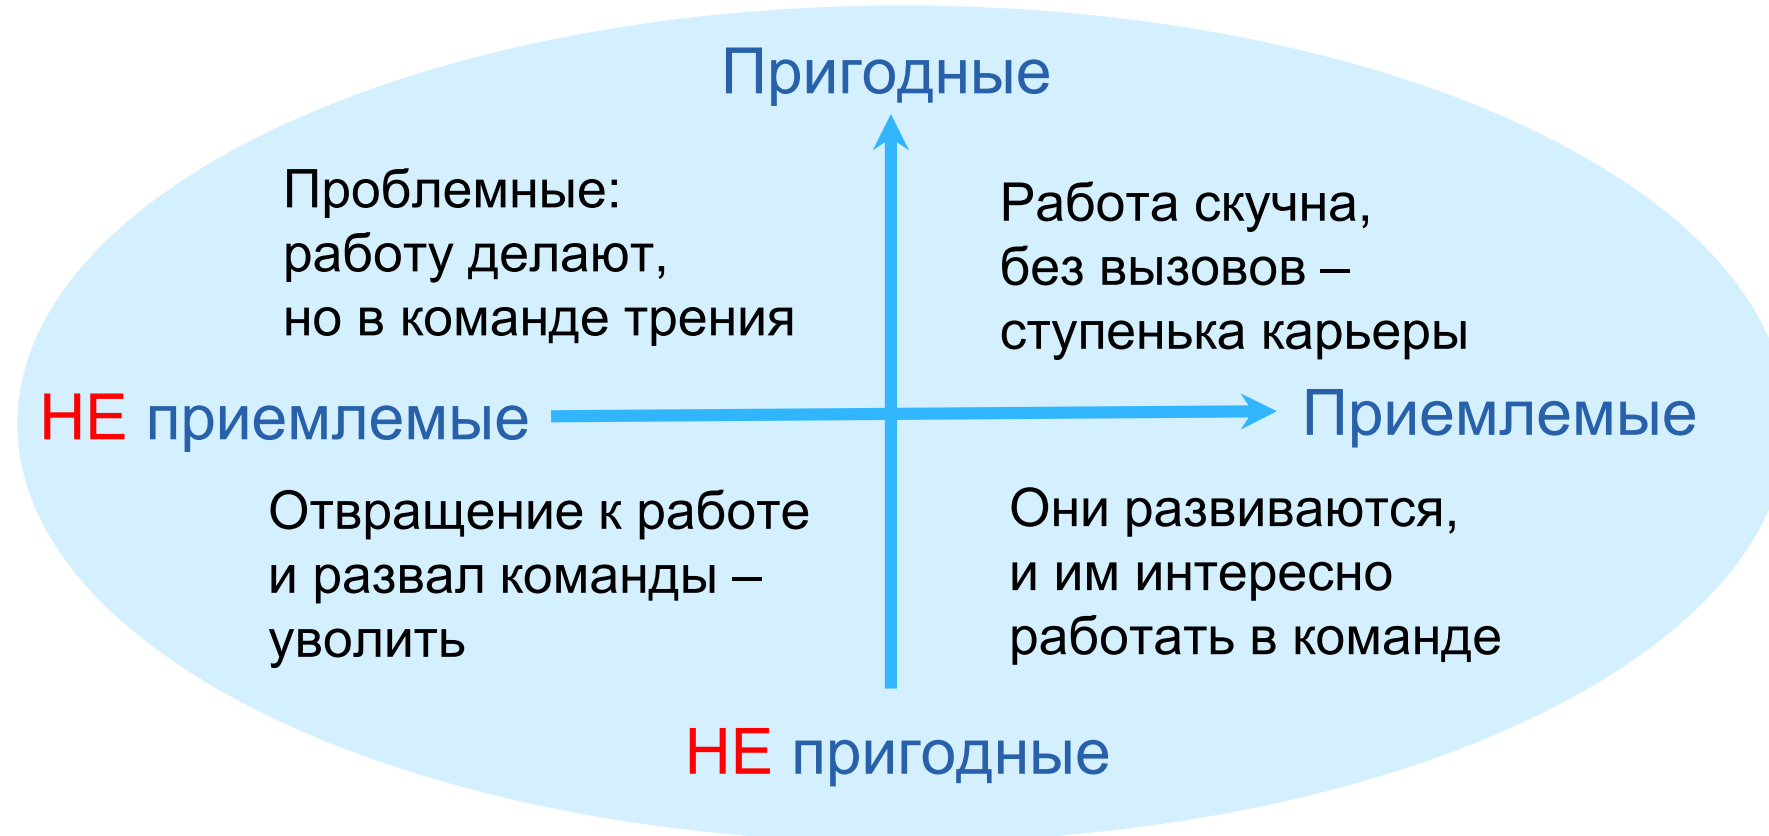 Пригодные
Проблемные:
работу делают,
но в команде трения
Работа скучна,
без вызовов –
ступенька карьеры
НЕ приемлемые
Приемлемые
Отвращение к работе
и развал команды –
уволить
Они развиваются,
и им интересно
работать в команде
НЕ пригодные